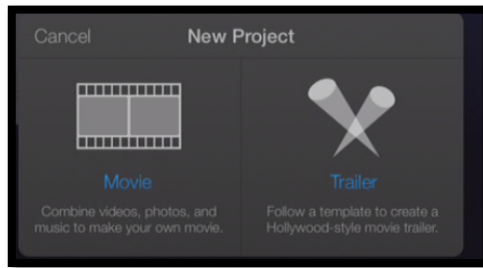 Cancel
New Project
Movie
Combine videos, photos, and
music to make your own movie.
Trailer
Follow a template to create a
Hollywood-style movie trailer.